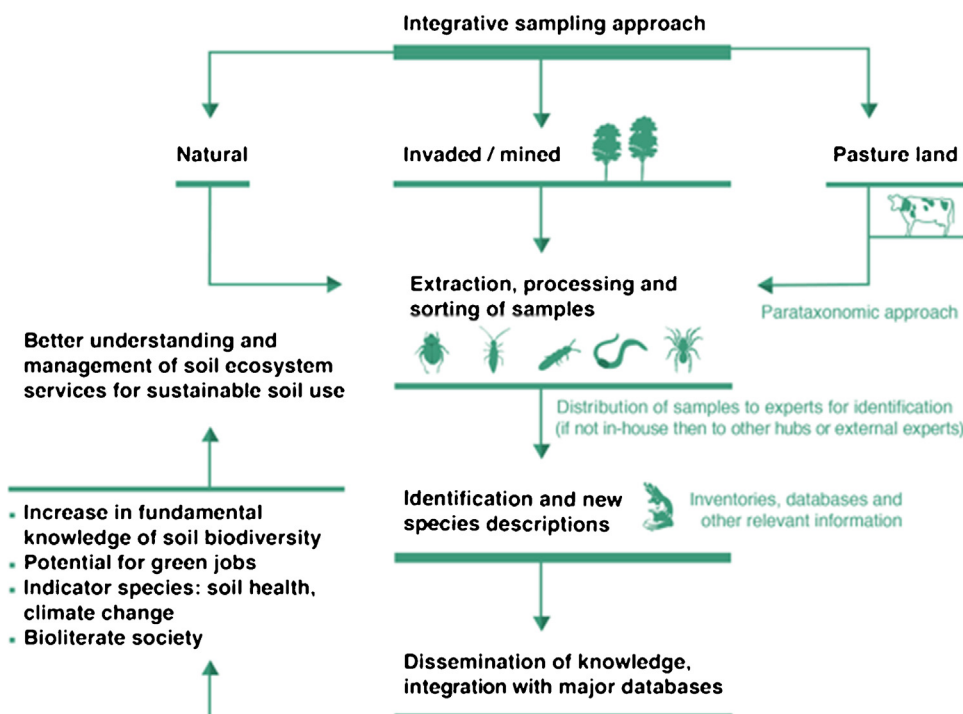 Integrative sampling approach
Natural
Invaded / mined
Pasture land
Extraction, processing and
sorting of samples
Parataxonomic approach
Better understanding and
management of soil ecosystem
services for sustainable soil use
Distribution of samples to experts for identification
(if not in-house then to other hubs or external experts)
Identification and new
species descriptions
Inventories, databases and
other relevant information
▪ Increase in fundamental
knowledge of soil biodiversity
▪ Potential for green jobs
▪ Indicator species: soil health,
climate change
▪ Bioliterate society
Dissemination of knowledge,
integration with major databases